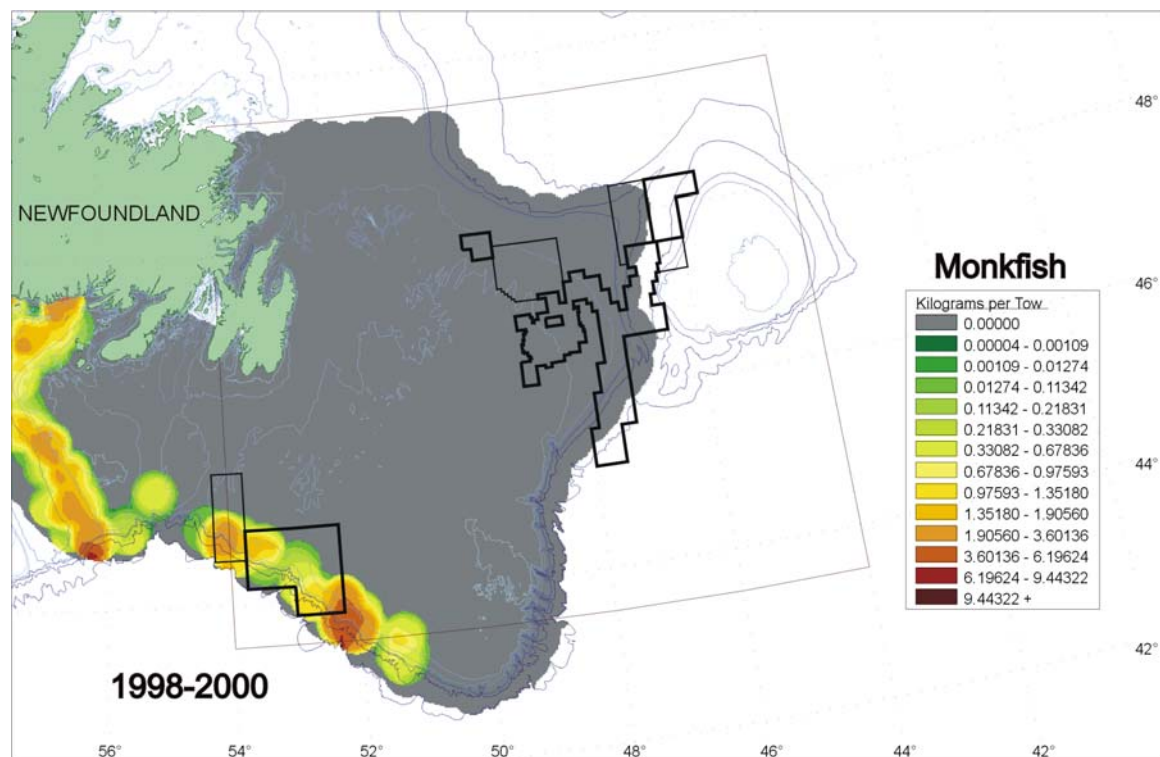 NEWFOUNDLAND
48°
46°
44°
42°
Monkfish
Kilograms per Tow
0.00000
0.00004 - 0.00109
0.00109 - 0.01274
0.01274 - 0.11342
0.11342 - 0.21831
0.21831 - 0.33082
0.33082 - 0.67836
0.67836 - 0.97593
0.97593 - 1.35180
1.35180 - 1.90560
1.90560 - 3.60136
3.60136 - 6.19624
6.19624 - 9.44322
9.44322 +
1998-2000
56° 54° 52° 50° 48° 46° 44° 42°